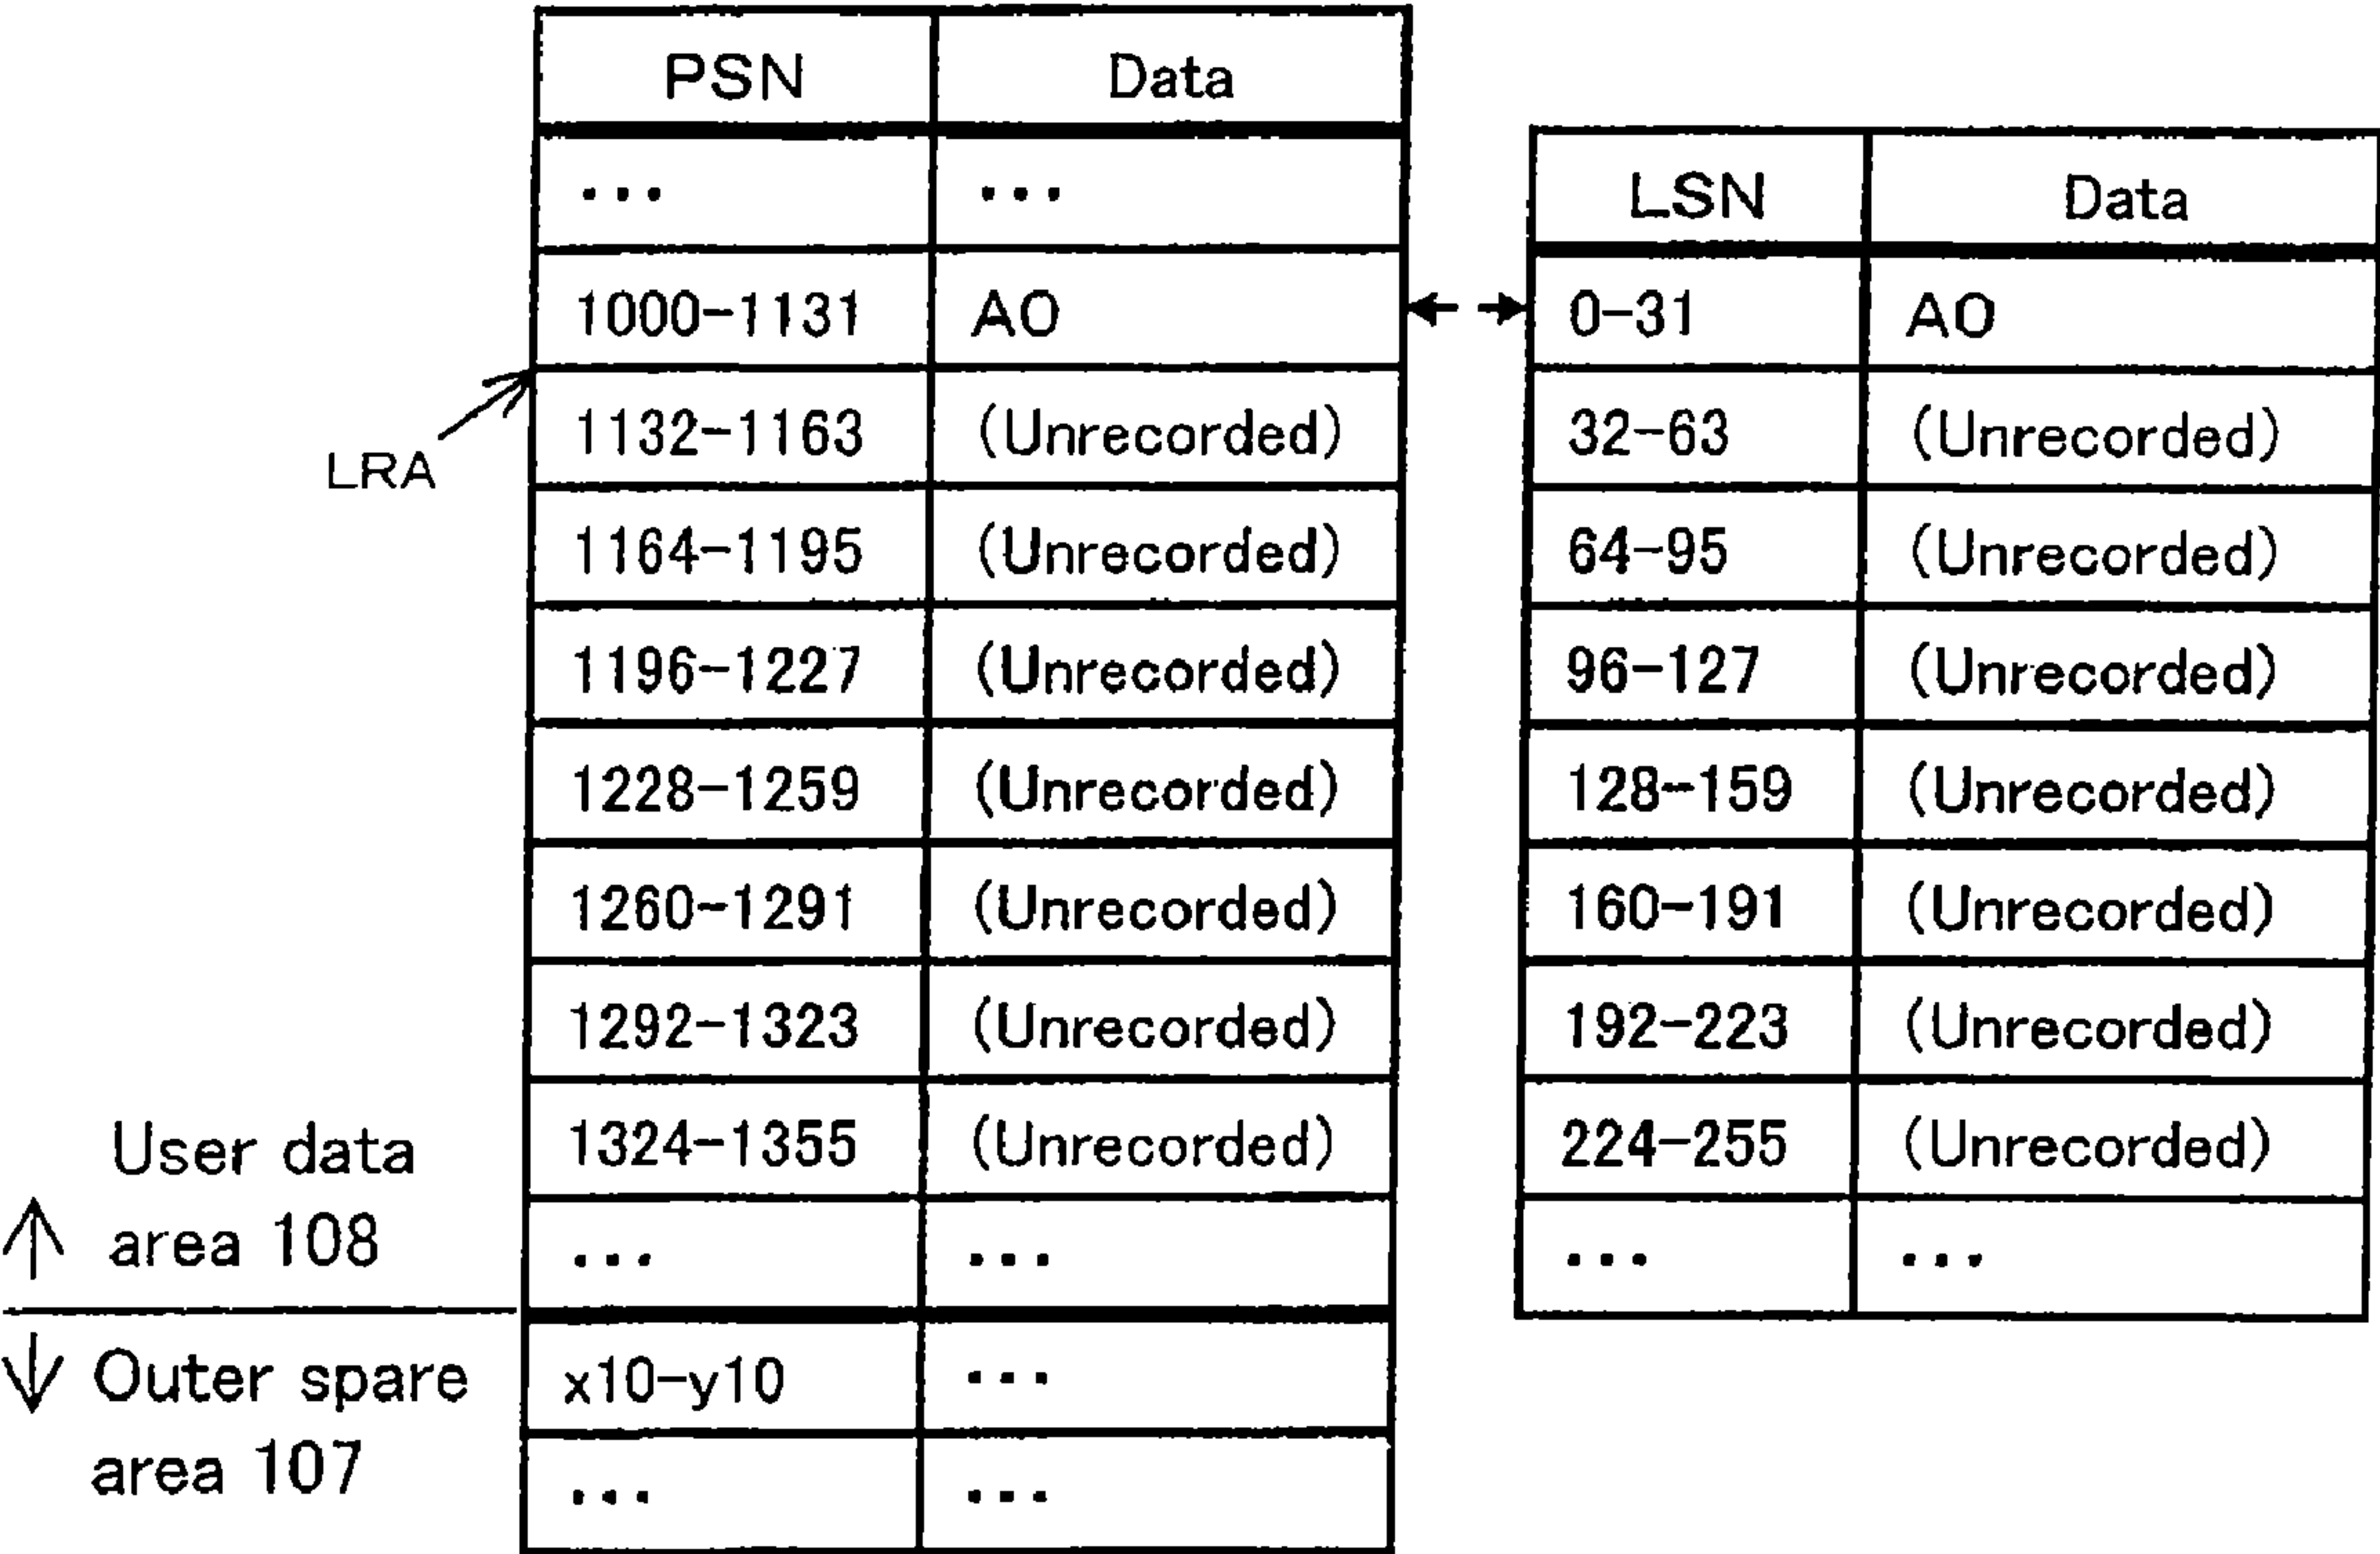 PSN Data
... ...
1000-1131 A0
1132-1163 (Unrecorded)
1164-1195 (Unrecorded)
1196-1227 (Unrecorded)
1228-1259 (Unrecorded)
1260-1291 (Unrecorded)
1292-1323 (Unrecorded)
1324-1355 (Unrecorded)
... ...
x10-y10 ...
... ...
LRA
User data
area 108
Outer spare
area 107
LSN Data
0-31 A0
32-63 (Unrecorded)
64-95 (Unrecorded)
96-127 (Unrecorded)
128-159 (Unrecorded)
160-191 (Unrecorded)
192-223 (Unrecorded)
224-255 (Unrecorded)
... ...